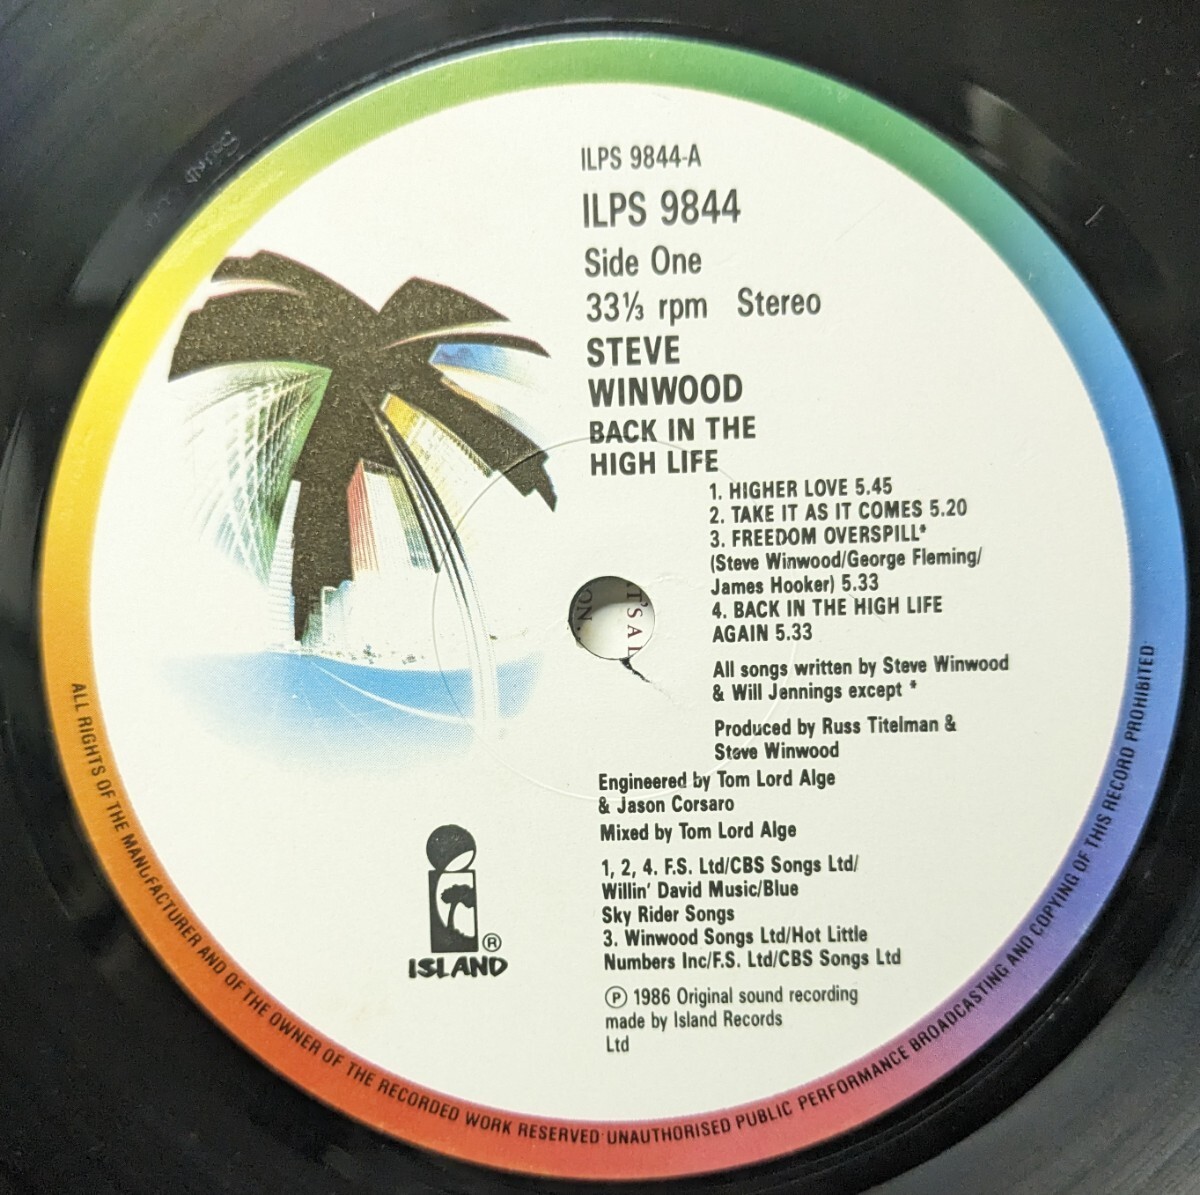 ILPS 9844-A
ILPS 9844
Side One
33⅓ rpm Stereo
STEVE
WINWOOD
BACK IN THE
HIGH LIFE
1. HIGHER LOVE 5.45
2. TAKE IT AS IT COMES 5.20
3. FREEDOM OVERSPILL*
(Steve Winwood/George Fleming/
James Hooker) 5.33
4. BACK IN THE HIGH LIFE
AGAIN 5.33
All songs written by Steve Winwood
& Will Jennings except *
Produced by Russ Titelman &
Steve Winwood
Engineered by Tom Lord Alge
& Jason Corsaro
Mixed by Tom Lord Alge
1, 2, 4. F.S. Ltd/CBS Songs Ltd/
Willin' David Music/Blue
Sky Rider Songs
3. Winwood Songs Ltd/Hot Little
Numbers Inc/F.S. Ltd/CBS Songs Ltd
℗ 1986 Original sound recording
made by Island Records
Ltd
®
ISLAND
ALL RIGHTS OF THE MANUFACTURER AND OF THE OWNER OF THE RECORDED WORK RESERVED UNAUTHORISED PUBLIC PERFORMANCE BROADCASTING AND COPYING OF THIS RECORD PROHIBITED